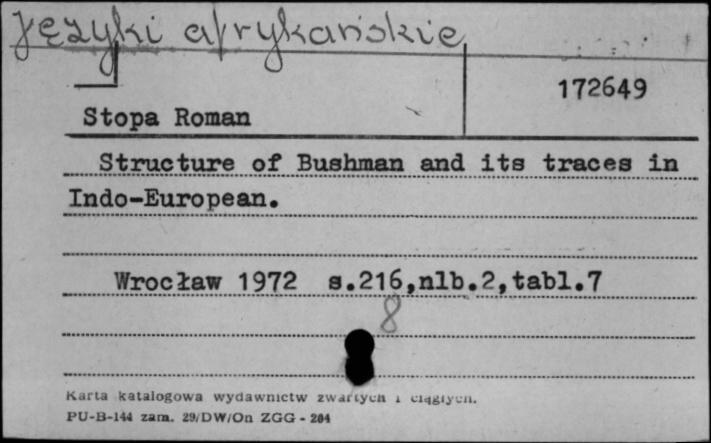 Języki afrykańskie
172649
Stopa Roman
Structure of Bushman and its traces in
Indo-European.
Wrocław 1972 s.216,nlb.2,tabl.7
8
Karta katalogowa wydawnictw zwartych i ciągłych.
PU-B-144 zam. 29/DW/On ZGG - 204